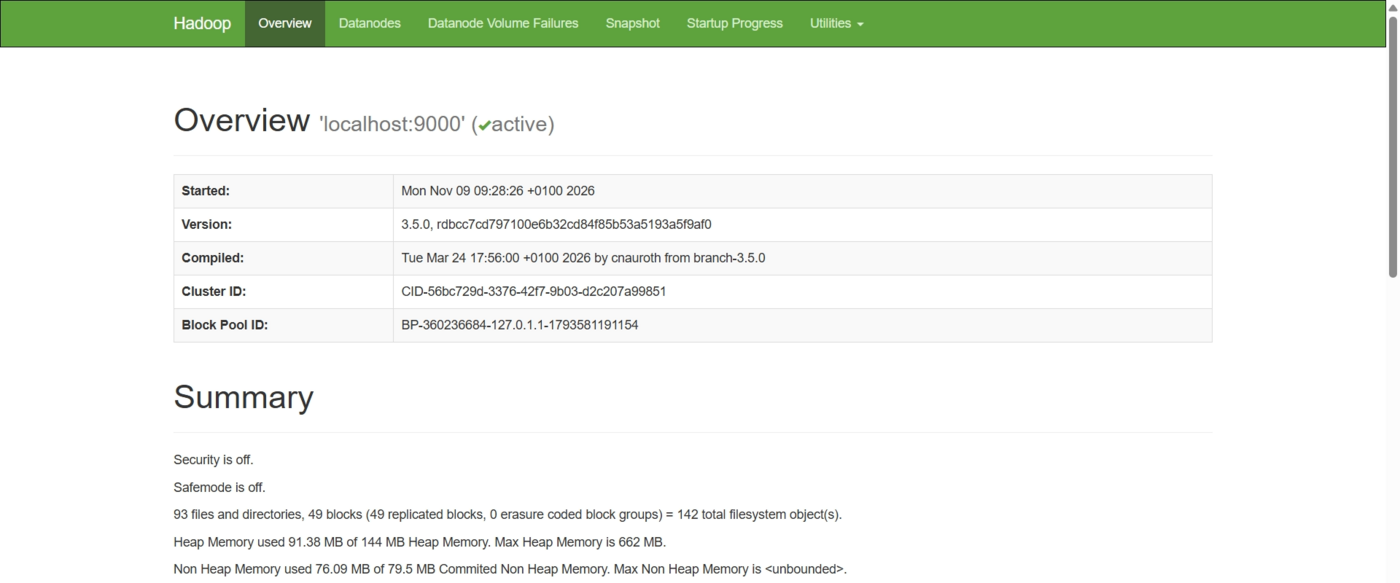 Hadoop Overview Datanodes Datanode Volume Failures Snapshot Startup Progress Utilities
Overview 'localhost:9000' (✔active)
Started: Mon Nov 09 09:28:26 +0100 2026
Version: 3.5.0, rdbcc7cd797100e6b32cd84f85b53a5193a5f9af0
Compiled: Tue Mar 24 17:56:00 +0100 2026 by cnauroth from branch-3.5.0
Cluster ID: CID-56bc729d-3376-42f7-9b03-d2c207a99851
Block Pool ID: BP-360236684-127.0.1.1-1793581191154
Summary
Security is off.
Safemode is off.
93 files and directories, 49 blocks (49 replicated blocks, 0 erasure coded block groups) = 142 total filesystem object(s).
Heap Memory used 91.38 MB of 144 MB Heap Memory. Max Heap Memory is 662 MB.
Non Heap Memory used 76.09 MB of 79.5 MB Commited Non Heap Memory. Max Non Heap Memory is <unbounded>.